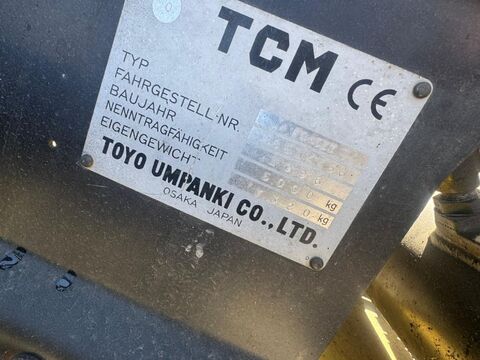 TCM CE
TYP
FAHRGESTELL-NR.
BAUJAHR
NENNTRAGFÄHIGKEIT kg
EIGENGEWICHT kg
TOYO UMPANKI CO., LTD.
OSAKA JAPAN